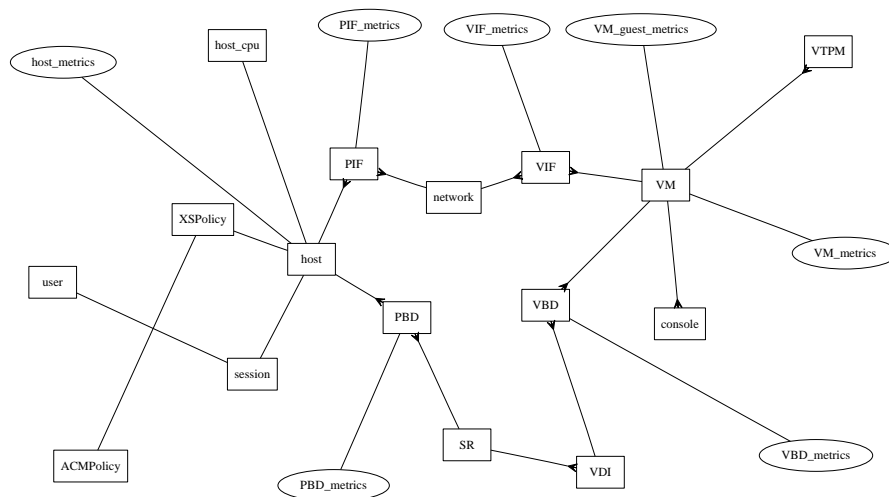 PIF_metrics
VIF_metrics
VM_guest_metrics
host_cpu
VTPM
host_metrics
PIF
VIF
VM
network
XSPolicy
host
VM_metrics
user
VBD
PBD
console
session
SR
VBD_metrics
ACMPolicy
VDI
PBD_metrics